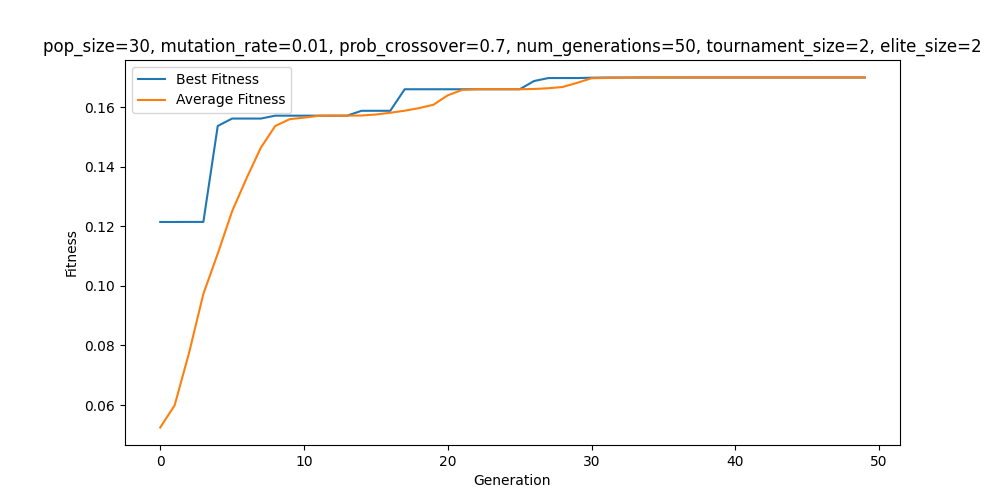 pop_size=30, mutation_rate=0.01, prob_crossover=0.7, num_generations=50, tournament_size=2, elite_size=2
Best Fitness
Average Fitness
Fitness
0.16
0.14
0.12
0.10
0.08
0.06
0 10 20 30 40 50
Generation